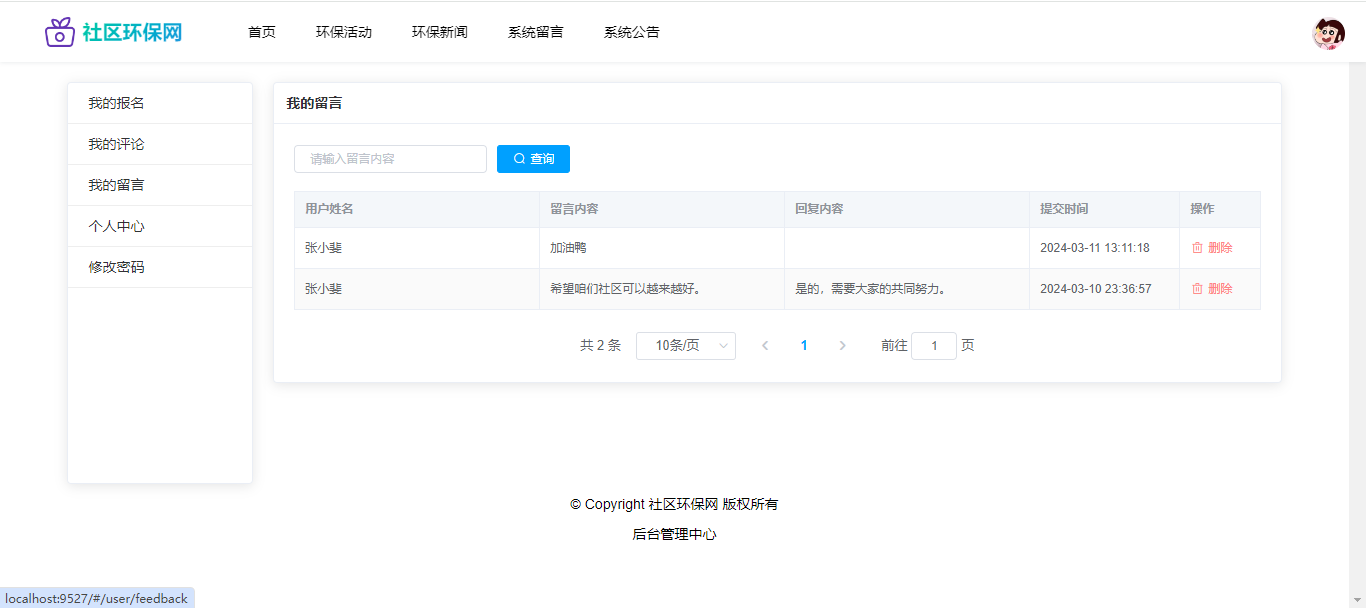 社区环保网 首页 环保活动 环保新闻 系统留言 系统公告
我的报名
我的评论
我的留言
个人中心
修改密码
我的留言
请输入留言内容 查询
用户姓名 留言内容 回复内容 提交时间 操作
张小斐 加油鸭 2024-03-11 13:11:18 删除
张小斐 希望咱们社区可以越来越好。 是的，需要大家的共同努力。 2024-03-10 23:36:57 删除
共 2 条 10条/页 1 前往 1 页
© Copyright 社区环保网 版权所有
后台管理中心
localhost:9527/#/user/feedback